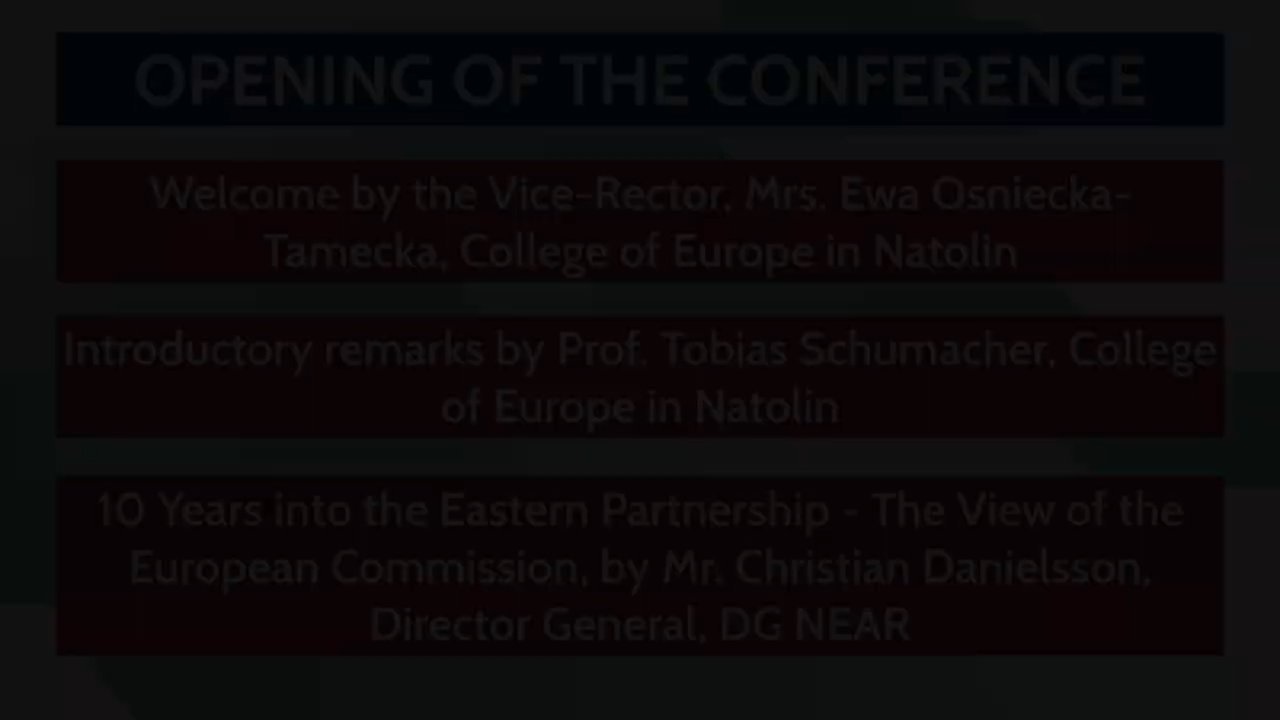 OPENING OF THE CONFERENCE
Welcome by the Vice-Rector, Mrs. Ewa Osniecka-
Tamecka, College of Europe in Natolin
Introductory remarks by Prof. Tobias Schumacher, College
of Europe in Natolin
10 Years into the Eastern Partnership - The View of the
European Commission, by Mr. Christian Danielsson,
Director General, DG NEAR